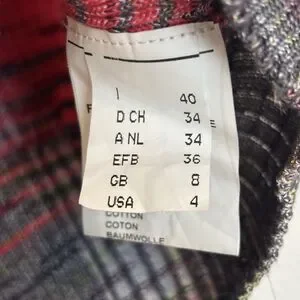 I 40
D CH 34
A NL 34
EFB 36
GB 8
USA 4
COTTON
COTON
BAUMWOLLE